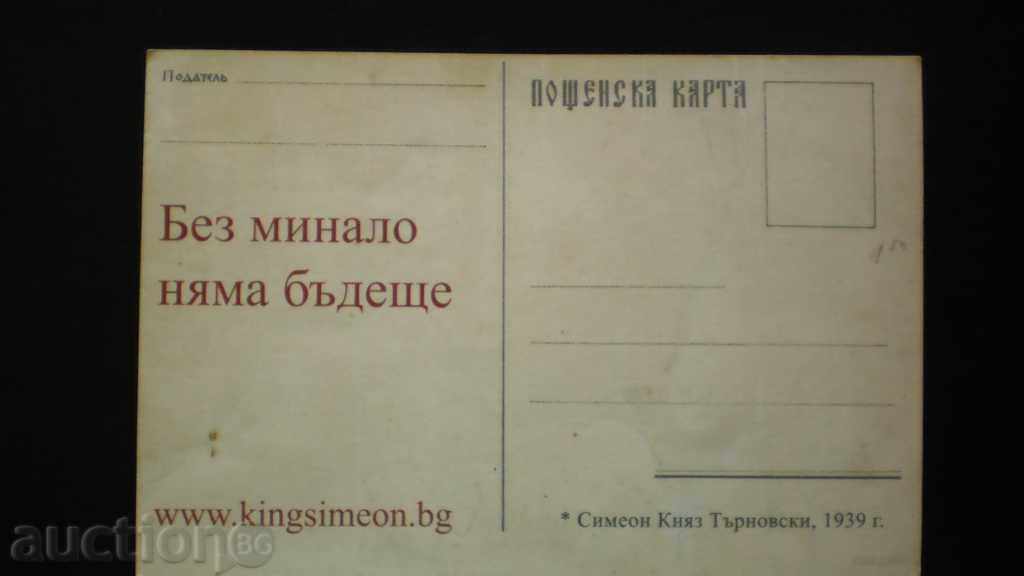 Податель
ПОЩЕНСКА КАРТА
Без минало
няма бъдеще
www.kingsimeon.bg
* Симеон Княз Търновски, 1939 г.
auction BG